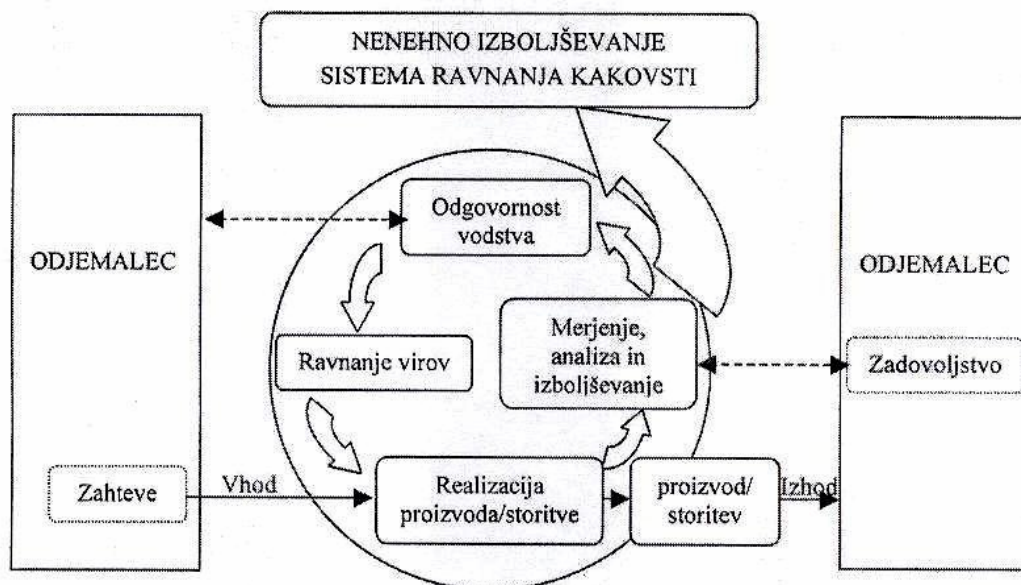 NENEHNO IZBOLJŠEVANJE
SISTEMA RAVNANJA KAKOVSTI
Odgovornost
vodstva
ODJEMALEC
ODJEMALEC
Merjenje,
analiza in
izboljševanje
Ravnanje virov
Zadovoljstvo
Zahteve
Vhod
Realizacija
proizvoda/storitve
proizvod/
storitev
Izhod